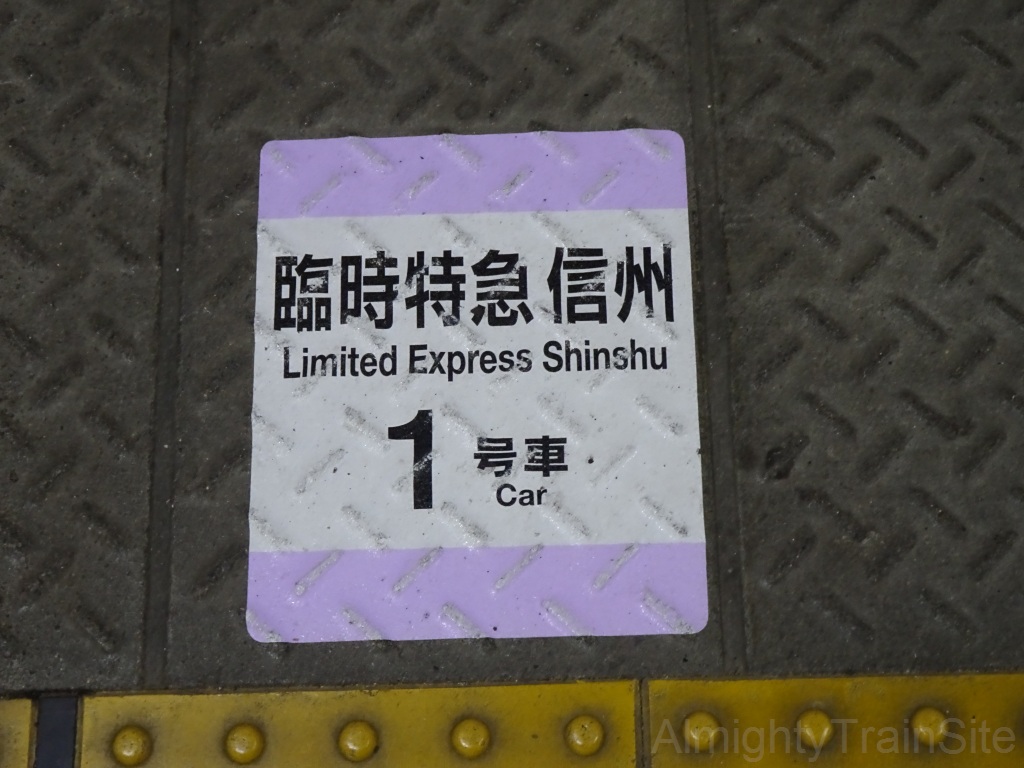 臨時特急 信州
Limited Express Shinshu
1 号車
Car
AlmightyTrainSite